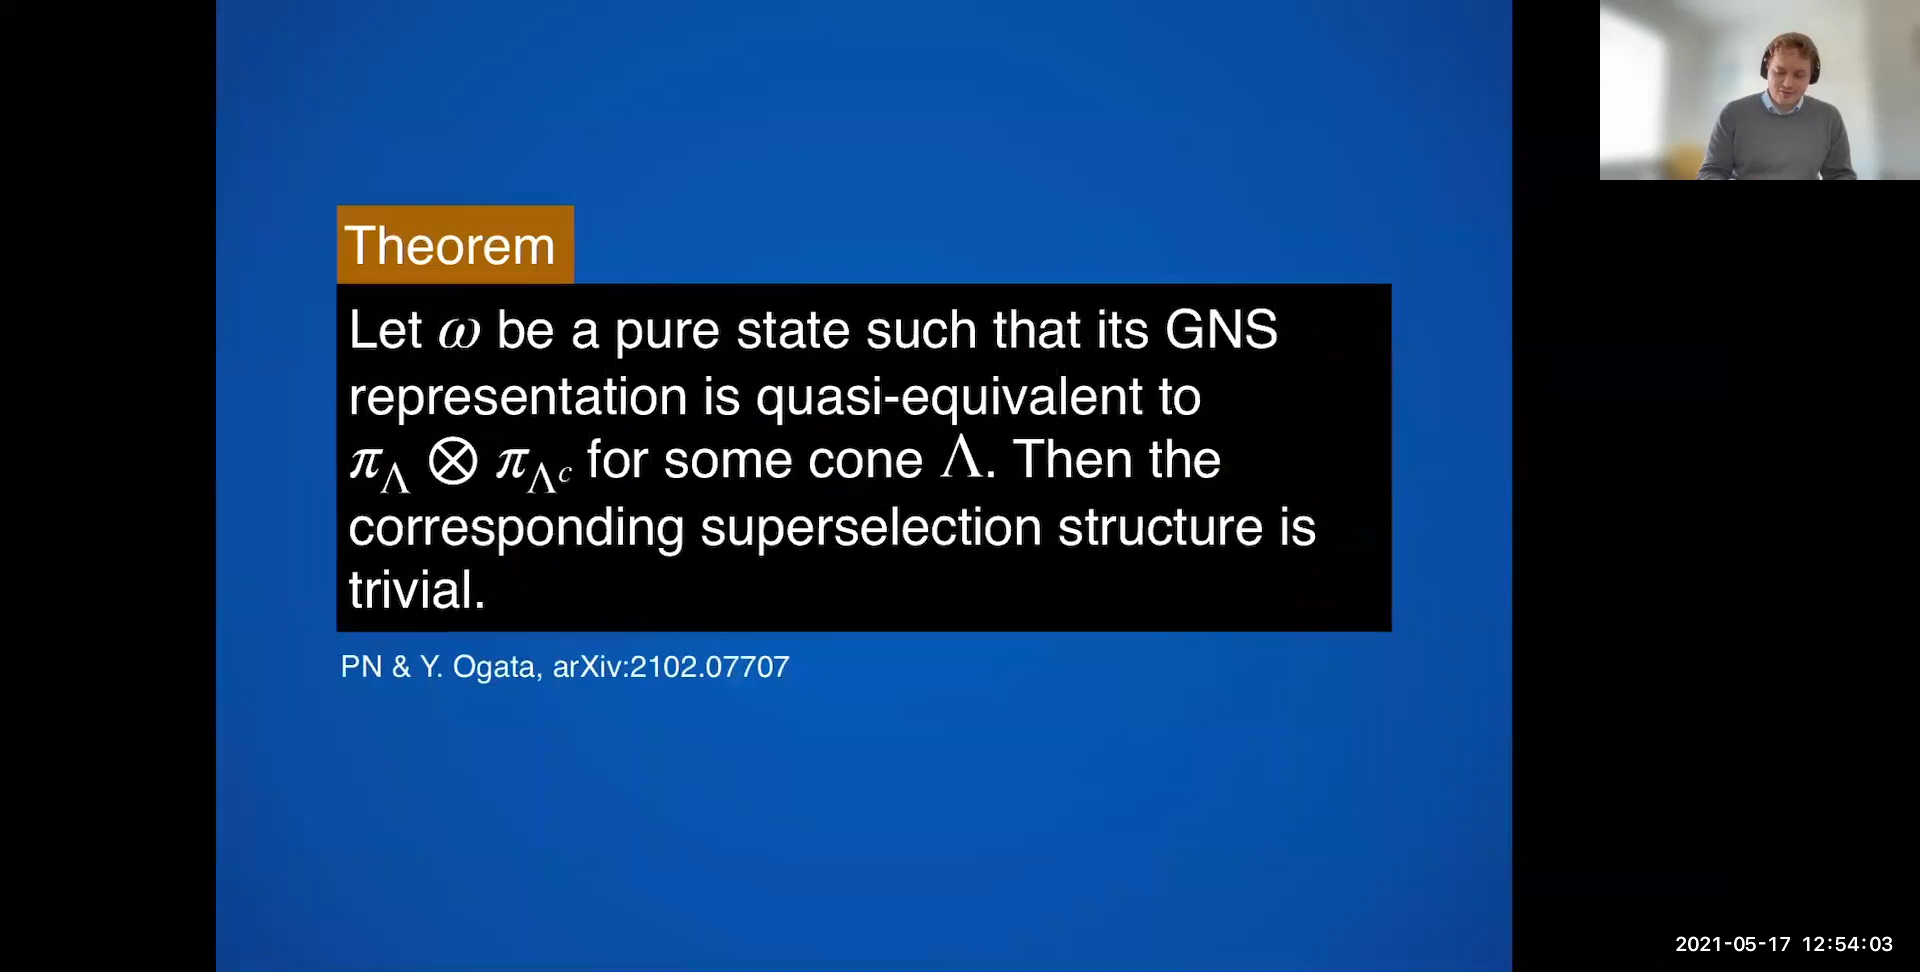 Theorem
Let ω be a pure state such that its GNS
representation is quasi-equivalent to
π_Λ ⊗ π_Λᶜ for some cone Λ. Then the
corresponding superselection structure is
trivial.
PN & Y. Ogata, arXiv:2102.07707
2021-05-17 12:54:03